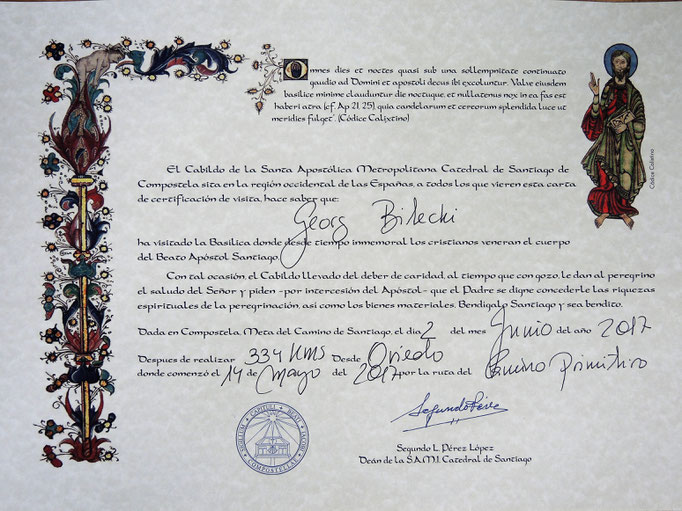 Omnes dies et noctes quasi sub una sollempnitate continuato
gaudio ad Domini et apostoli decus ibi excoluntur. Valve eiusdem
basilice minime clauduntur die noctuque, et nullatenus nox in ea fas est
haberi atra (cf. Ap 21, 25), quia candelarum et cereorum splendida luce ut
meridies fulget". (Códice Calixtino)
Códice Calixtino
El Cabildo de la Santa Apostólica Metropolitana Catedral de Santiago de
Compostela sita en la región occidental de las Españas, a todos los que vieren esta carta
de certificación de visita, hace saber que:
Georg Bilecki
ha visitado la Basílica donde desde tiempo inmemoral los cristianos veneran el cuerpo
del Beato Apóstol Santiago.
Con tal ocasión, el Cabildo llevado del deber de caridad, al tiempo que con gozo, le dan al peregrino
el saludo del Señor y piden -por intercesión del Apóstol- que el Padre se digne concederle las riquezas
espirituales de la peregrinación, así como los bienes materiales. Bendígalo Santiago y sea bendito.
Dada en Compostela, Meta del Camino de Santiago, el día 2 del mes Junio del año 2017
Despues de realizar 334 Kms Desde Oviedo
donde comenzó el 14 de Mayo del 2017 por la ruta del Camino Primitivo
Segundo L. Pérez López
Deán de la S.A.M.I. Catedral de Santiago